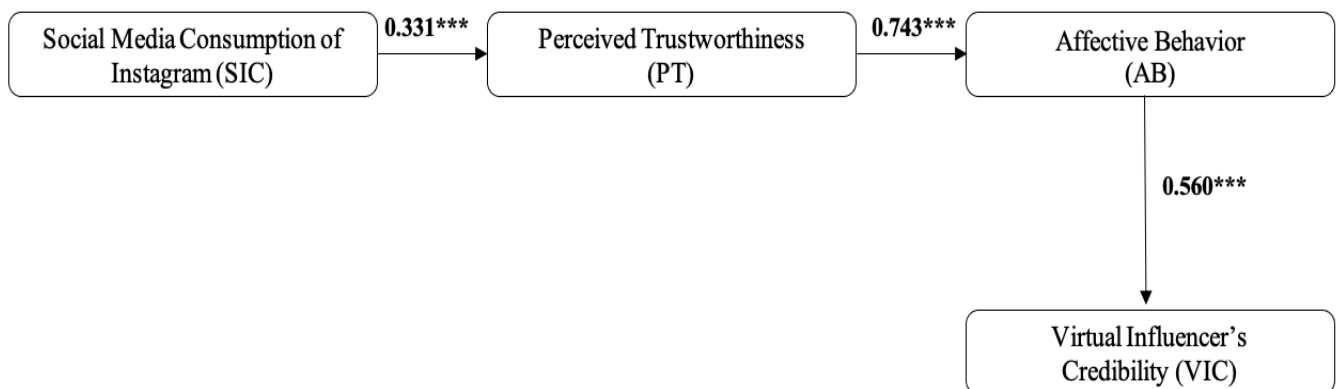 Social Media Consumption of
Instagram (SIC)
0.331***
Perceived Trustworthiness
(PT)
0.743***
Affective Behavior
(AB)
0.560***
Virtual Influencer’s
Credibility (VIC)